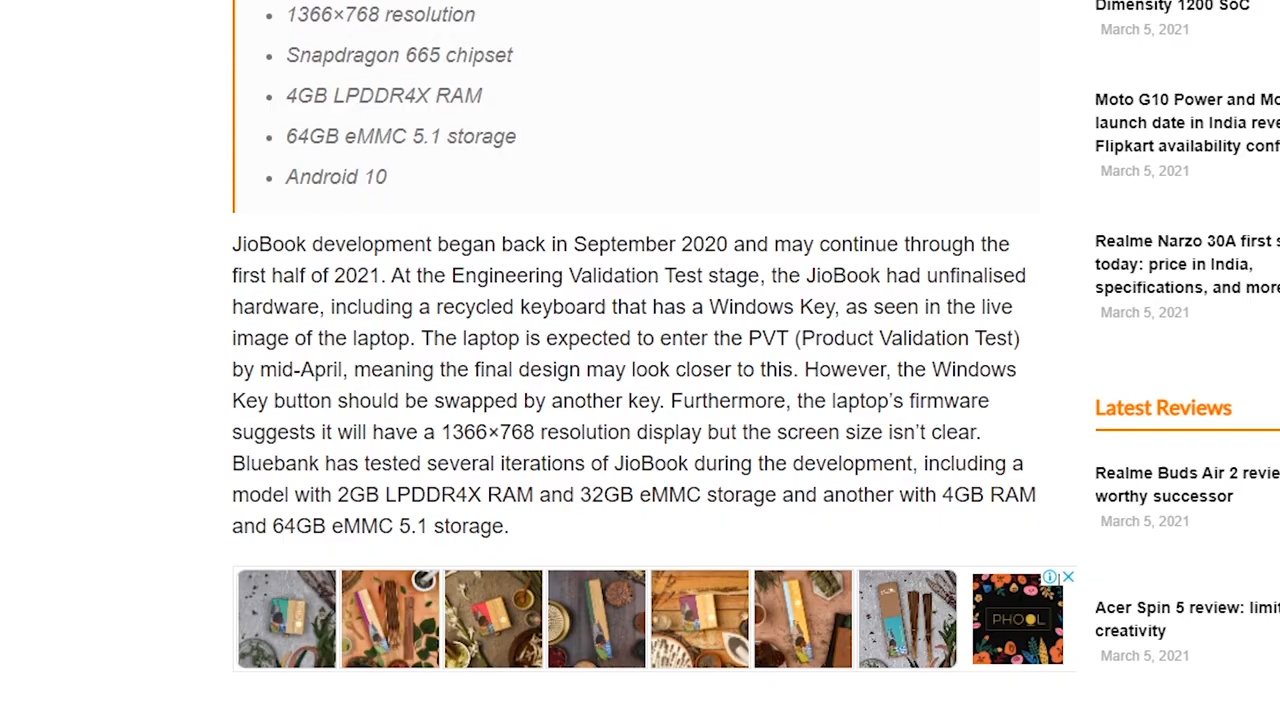 1366×768 resolution
Snapdragon 665 chipset
4GB LPDDR4X RAM
64GB eMMC 5.1 storage
Android 10
JioBook development began back in September 2020 and may continue through the
first half of 2021. At the Engineering Validation Test stage, the JioBook had unfinalised
hardware, including a recycled keyboard that has a Windows Key, as seen in the live
image of the laptop. The laptop is expected to enter the PVT (Product Validation Test)
by mid-April, meaning the final design may look closer to this. However, the Windows
Key button should be swapped by another key. Furthermore, the laptop’s firmware
suggests it will have a 1366×768 resolution display but the screen size isn’t clear.
Bluebank has tested several iterations of JioBook during the development, including a
model with 2GB LPDDR4X RAM and 32GB eMMC storage and another with 4GB RAM
and 64GB eMMC 5.1 storage.
PHOOL
Dimensity 1200 SoC
March 5, 2021
Moto G10 Power and Mo
launch date in India reve
Flipkart availability conf
March 5, 2021
Realme Narzo 30A first s
today: price in India,
specifications, and more
March 5, 2021
Latest Reviews
Realme Buds Air 2 revie
worthy successor
March 5, 2021
Acer Spin 5 review: limi
creativity
March 5, 2021